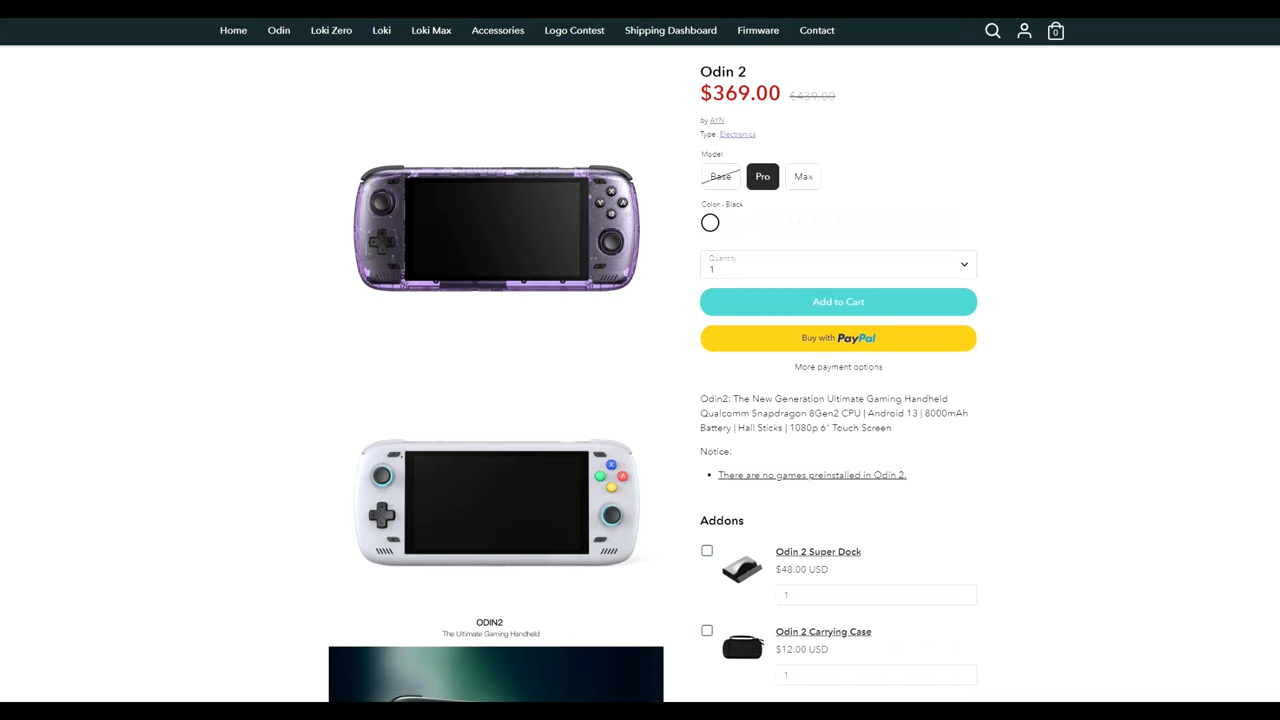 Home Odin Loki Zero Loki Loki Max Accessories Logo Contest Shipping Dashboard Firmware Contact
0
Odin 2
$369.00 $439.00
by AYN
Type: Electronics
Model
Base Pro Max
Color - Black
Quantity
1
Add to Cart
Buy with PayPal
More payment options
Odin2: The New Generation Ultimate Gaming Handheld
Qualcomm Snapdragon 8Gen2 CPU | Android 13 | 8000mAh
Battery | Hall Sticks | 1080p 6" Touch Screen
Notice:
There are no games preinstalled in Odin 2.
Addons
Odin 2 Super Dock
$48.00 USD
1
Odin 2 Carrying Case
$12.00 USD
1
X
Y A
B
X
A
ODIN2
The Ultimate Gaming Handheld